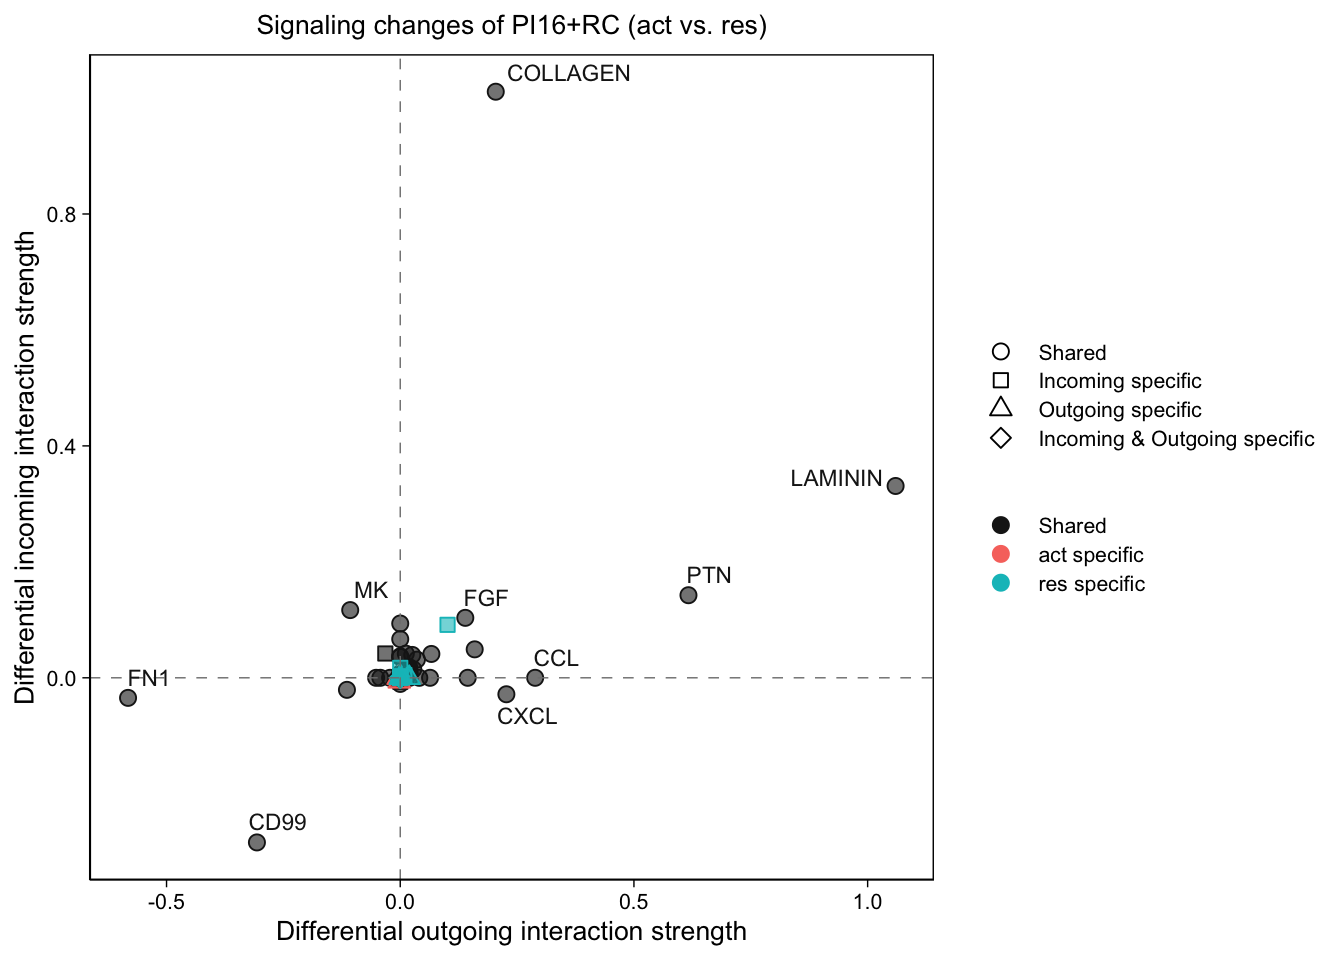 Signaling changes of PI16+RC (act vs. res)
COLLAGEN
0.8
0.4
LAMININ
PTN
MK
FGF
CCL
FN1
0.0
CXCL
CD99
-0.5
0.0
0.5
1.0
Differential outgoing interaction strength
Differential incoming interaction strength
Shared
Incoming specific
Outgoing specific
Incoming & Outgoing specific
Shared
act specific
res specific